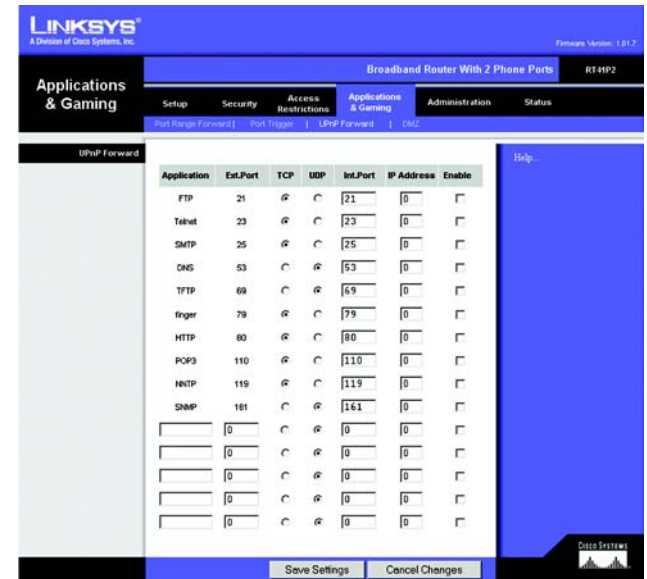 LINKSYS®
A Division of Cisco Systems, Inc.
Firmware Version: 1.01.7
Broadband Router With 2 Phone Ports RT41P2
Applications & Gaming
Setup Security Access Restrictions Applications & Gaming Administration Status
Port Range Forward | Port Trigger | UPnP Forward | DMZ
UPnP Forward
Help...
Application Ext.Port TCP UDP Int.Port IP Address Enable
FTP 21 21 0
Telnet 23 23 0
SMTP 25 25 0
DNS 53 53 0
TFTP 69 69 0
finger 79 79 0
HTTP 80 80 0
POP3 110 110 0
NNTP 119 119 0
SNMP 161 161 0
0 0 0
0 0 0
0 0 0
0 0 0
0 0 0
Save Settings Cancel Changes
CISCO SYSTEMS